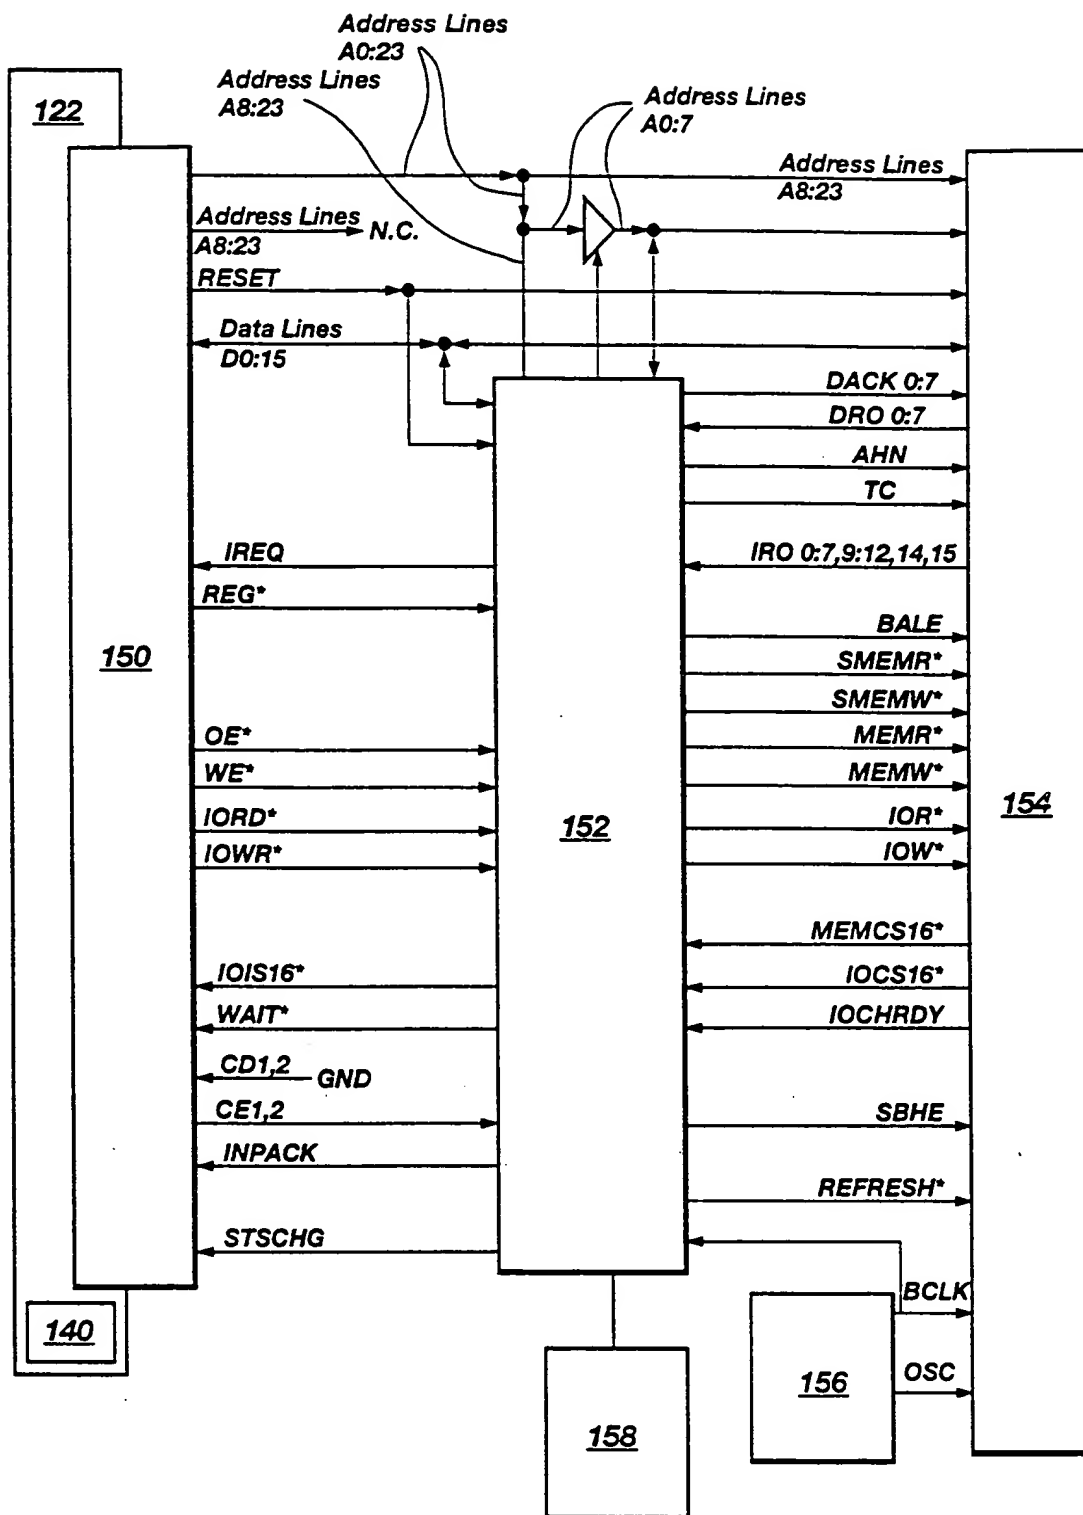 Address Lines
A0:23
Address Lines
A8:23
Address Lines
A0:7
122
Address Lines
A8:23
Address Lines
A8:23
N.C.
RESET
Data Lines
D0:15
DACK 0:7
DRO 0:7
AHN
TC
IREQ
IRO 0:7,9:12,14,15
REG*
BALE
150
SMEMR*
SMEMW*
OE*
MEMR*
WE*
MEMW*
152
154
IORD*
IOR*
IOWR*
IOW*
MEMCS16*
IOIS16*
IOCS16*
WAIT*
IOCHRDY
CD1,2
GND
CE1,2
SBHE
INPACK
REFRESH*
STSCHG
BCLK
140
156
OSC
158